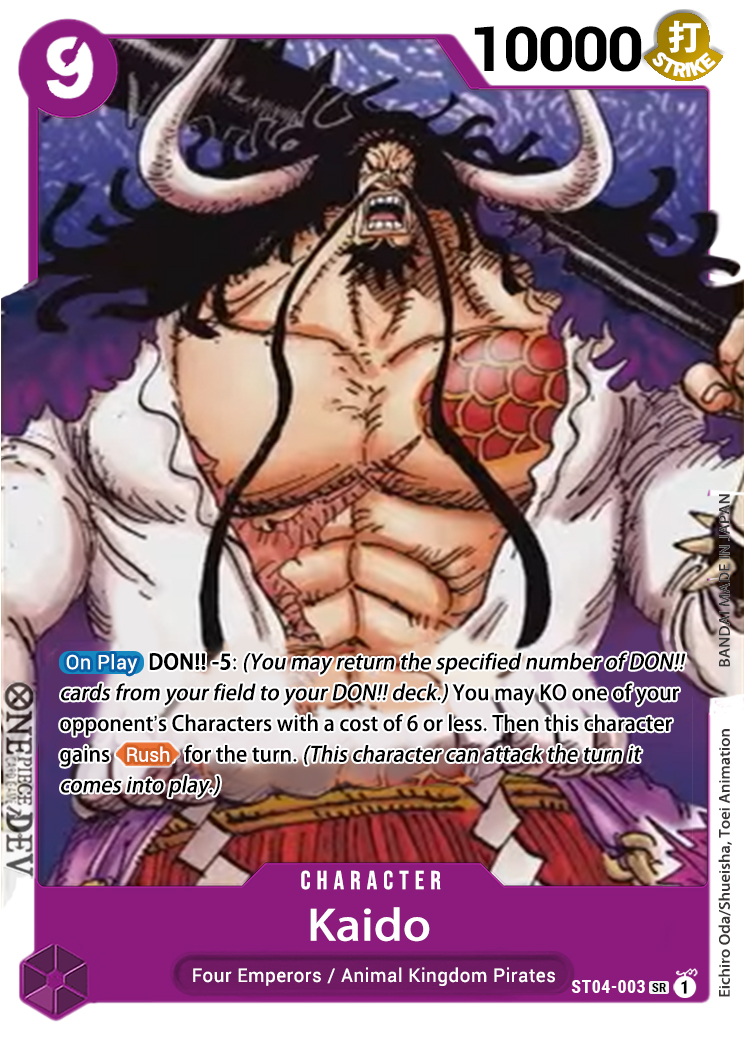 9
10000
打
STRIKE
BANDAI MADE IN JAPAN
On Play DON!! -5: (You may return the specified number of DON!!
cards from your field to your DON!! deck.) You may KO one of your
opponent's Characters with a cost of 6 or less. Then this character
gains Rush for the turn. (This character can attack the turn it
comes into play.)
ONE PIECE
DEV
Eichiro Oda/Shueisha, Toei Animation
CHARACTER
Kaido
Four Emperors / Animal Kingdom Pirates
ST04-003 SR 1